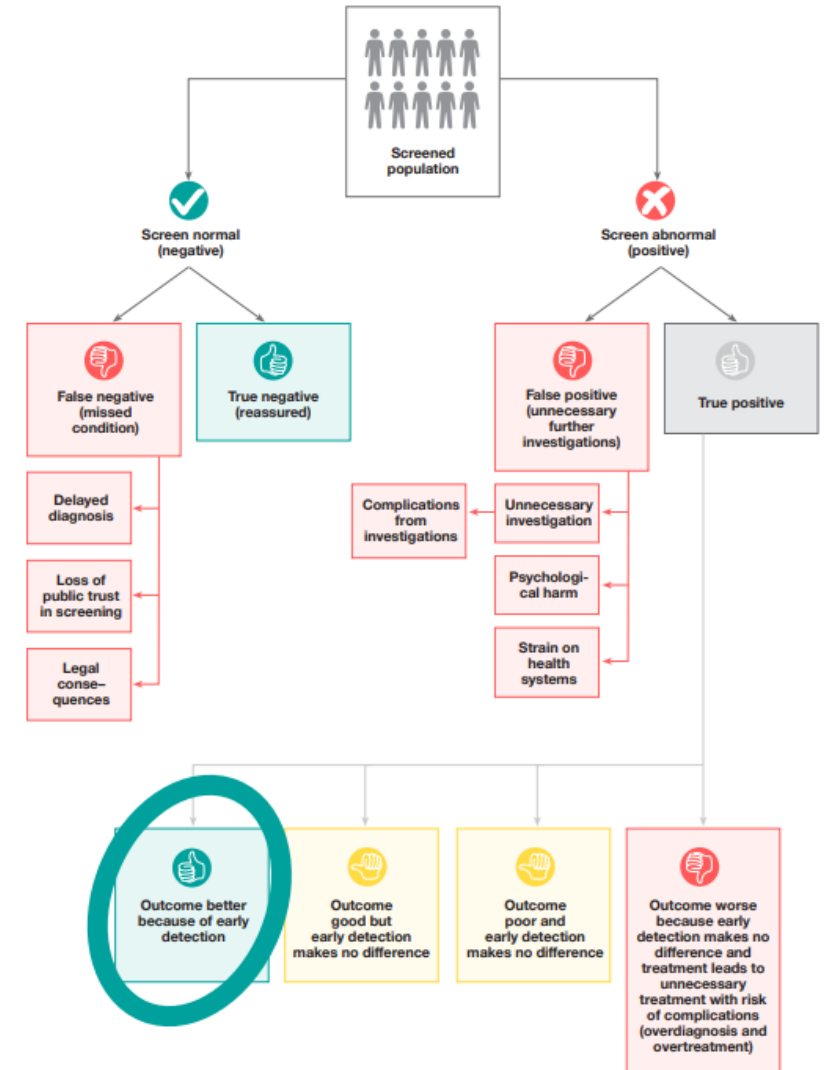 Screened
population
Screen normal
(negative)
Screen abnormal
(positive)
False negative
(missed
condition)
True negative
(reassured)
False positive
(unnecessary
further
investigations)
True positive
Delayed
diagnosis
Loss of
public trust
in screening
Legal
conse–
quences
Complications
from
investigations
Unnecessary
investigation
Psychologi-
cal harm
Strain on
health
systems
Outcome better
because of early
detection
Outcome
good but
early detection
makes no difference
Outcome
poor and
early detection
makes no difference
Outcome worse
because early
detection makes no
difference and
treatment leads to
unnecessary
treatment with risk
of complications
(overdiagnosis and
overtreatment)